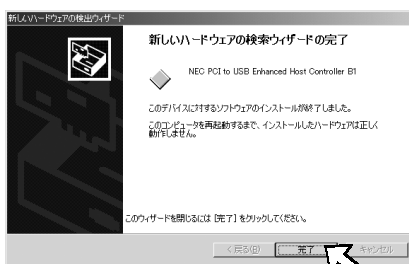 新しいハードウェアの検出ウィザード
新しいハードウェアの検索ウィザードの完了
NEC PCI to USB Enhanced Host Controller B1
このデバイスに対するソフトウェアのインストールが終了しました。
このコンピュータを再起動するまで、インストールしたハードウェアは正しく
動作しません。
このウィザードを閉じるには [完了] をクリックしてください。
< 戻る(B)
完了
キャンセル